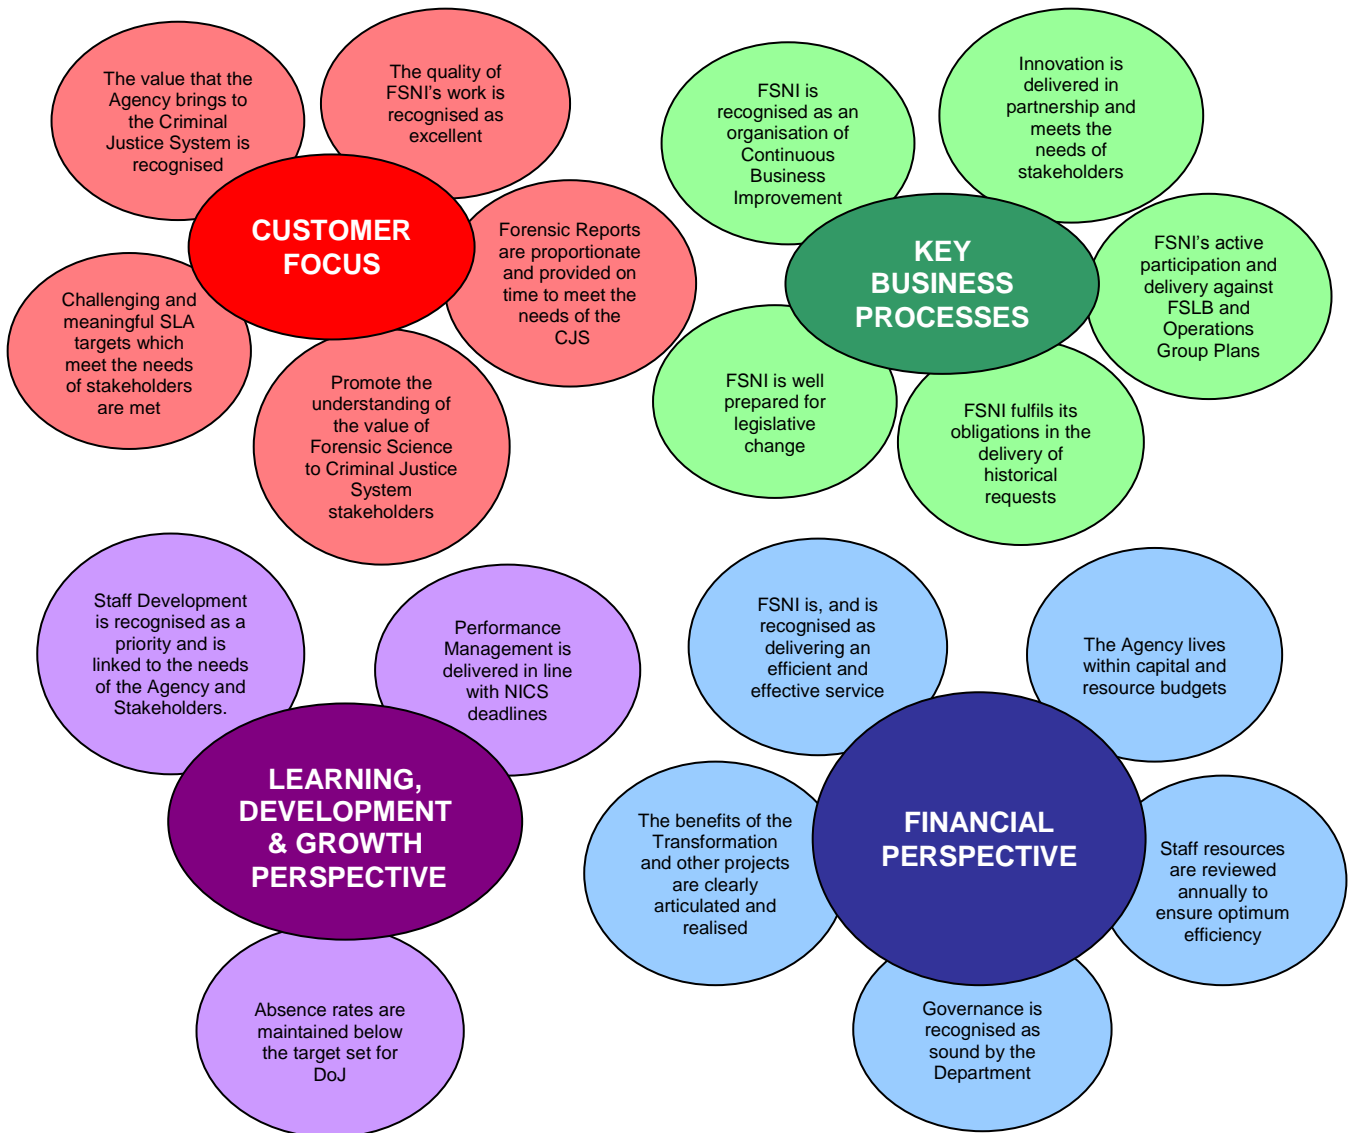 The value that the
Agency brings to
the Criminal
Justice System is
recognised
The quality of
FSNI's work is
recognised as
excellent
CUSTOMER
FOCUS
Forensic Reports
are proportionate
and provided on
time to meet the
needs of the
CJS
Challenging and
meaningful SLA
targets which
meet the needs
of stakeholders
are met
Promote the
understanding of
the value of
Forensic Science
to Criminal Justice
System
stakeholders
FSNI is
recognised as an
organisation of
Continuous
Business
Improvement
Innovation is
delivered in
partnership and
meets the
needs of
stakeholders
KEY
BUSINESS
PROCESSES
FSNI's active
participation and
delivery against
FSLB and
Operations
Group Plans
FSNI is well
prepared for
legislative
change
FSNI fulfils its
obligations in the
delivery of
historical
requests
Staff Development
is recognised as a
priority and is
linked to the needs
of the Agency and
Stakeholders.
Performance
Management is
delivered in line
with NICS
deadlines
LEARNING,
DEVELOPMENT
& GROWTH
PERSPECTIVE
Absence rates are
maintained below
the target set for
DoJ
FSNI is, and is
recognised as
delivering an
efficient and
effective service
The Agency lives
within capital and
resource budgets
FINANCIAL
PERSPECTIVE
The benefits of the
Transformation
and other projects
are clearly
articulated and
realised
Staff resources
are reviewed
annually to
ensure optimum
efficiency
Governance is
recognised as
sound by the
Department